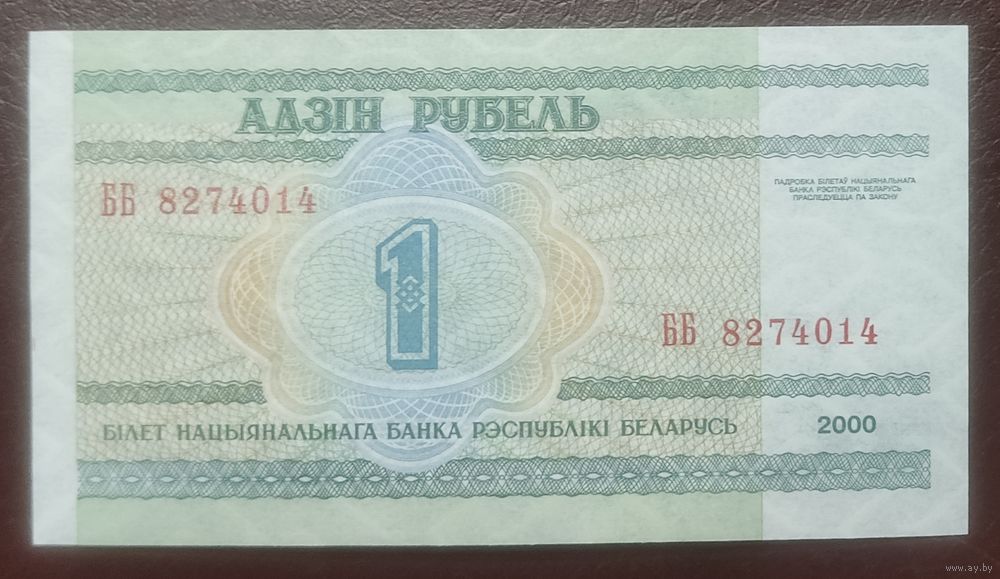 АДЗІН РУБЕЛЬ
ББ 8274014
ПАДРОБКА БІЛЕТАЎ НАЦЫЯНАЛЬНАГА
БАНКА РЭСПУБЛІКІ БЕЛАРУСЬ
ПРАСЛЕДУЕЦЦА ПА ЗАКОНУ
1
ББ 8274014
БІЛЕТ НАЦЫЯНАЛЬНАГА БАНКА РЭСПУБЛІКІ БЕЛАРУСЬ 2000
www.ay.by